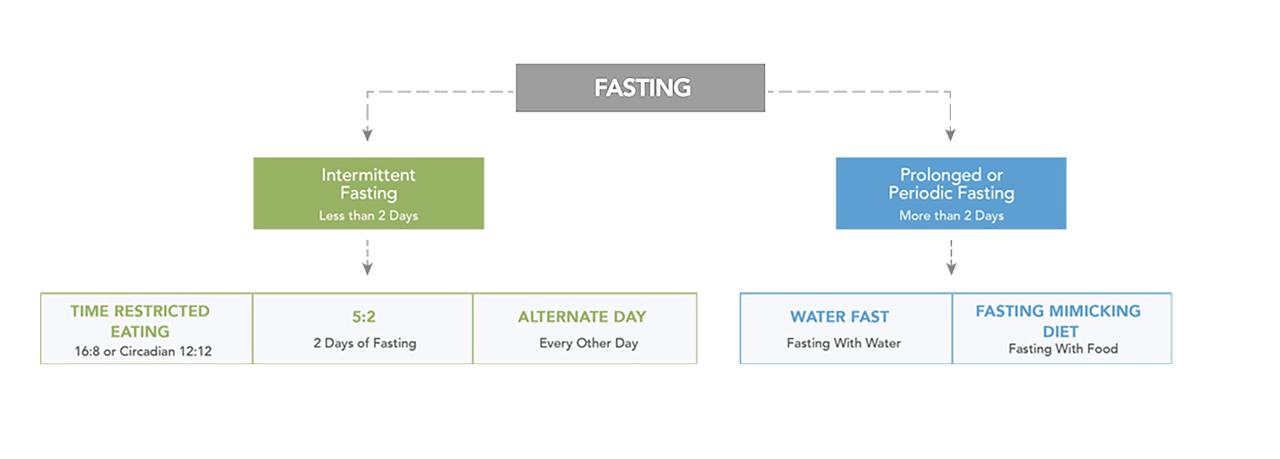 FASTING
Intermittent
Fasting
Less than 2 Days
Prolonged or
Periodic Fasting
More than 2 Days
TIME RESTRICTED
EATING
16:8 or Circadian 12:12
5:2
2 Days of Fasting
ALTERNATE DAY
Every Other Day
WATER FAST
Fasting With Water
FASTING MIMICKING
DIET
Fasting With Food